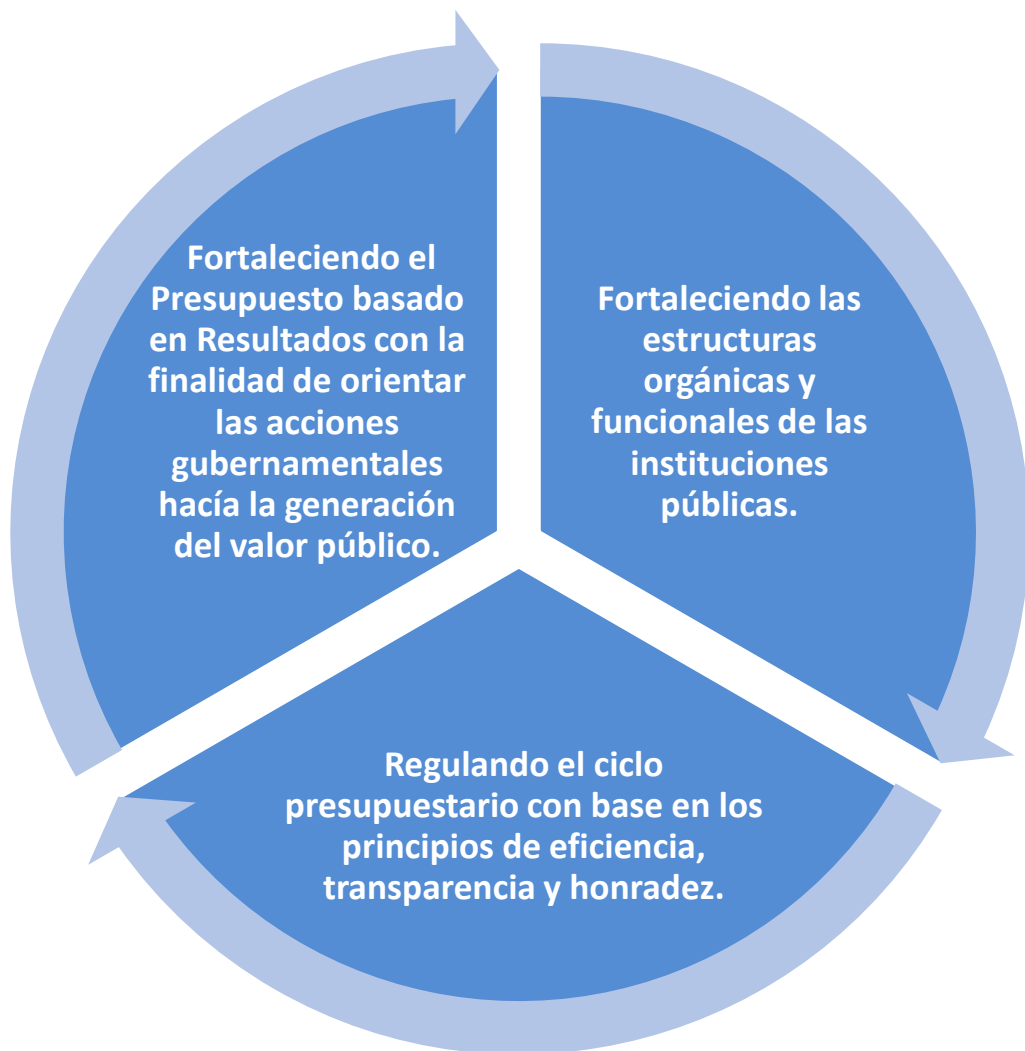 Fortaleciendo el
Presupuesto basado
en Resultados con la
finalidad de orientar
las acciones
gubernamentales
hacía la generación
del valor público.
Fortaleciendo las
estructuras
orgánicas y
funcionales de las
instituciones
públicas.
Regulando el ciclo
presupuestario con base en los
principios de eficiencia,
transparencia y honradez.